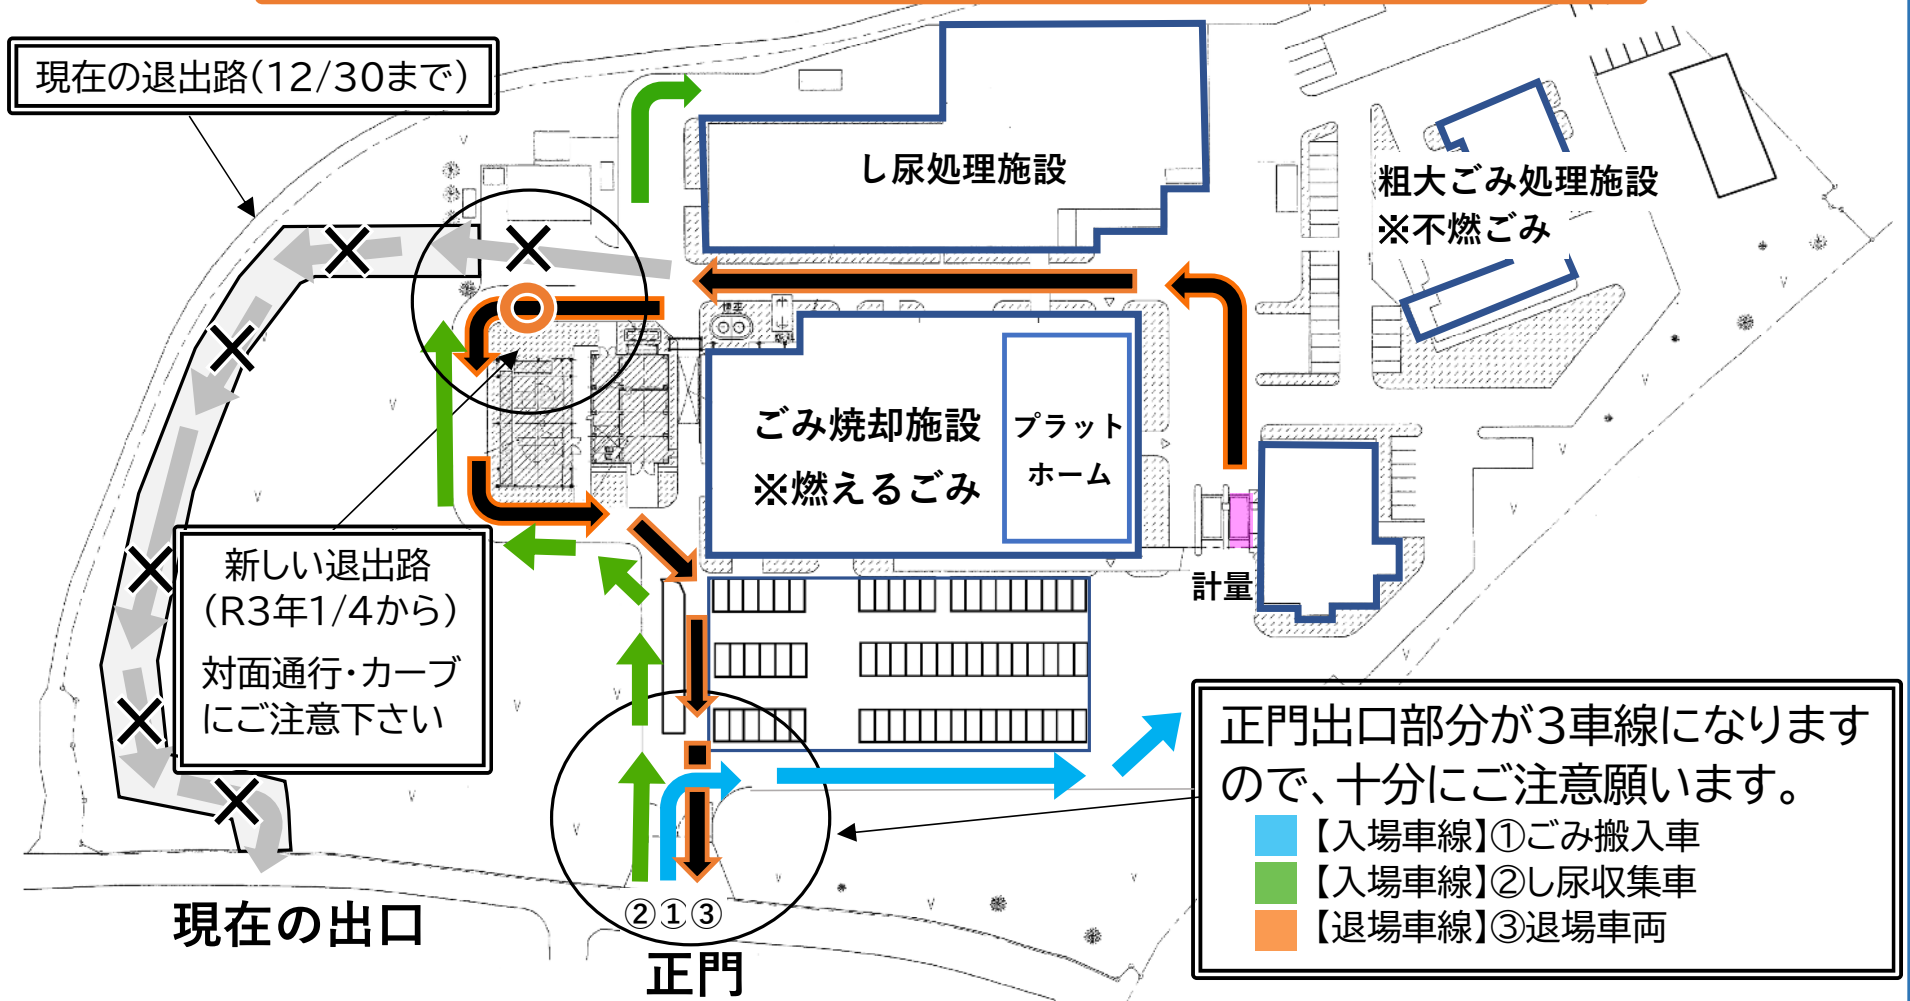 現在の退出路(12/30まで)
し尿処理施設
粗大ごみ処理施設
※不燃ごみ
煙突
ごみ焼却施設
※燃えるごみ
プラット
ホーム
計量
新しい退出路
(R3年1/4から)
対面通行・カーブ
にご注意下さい
正門出口部分が3車線になります
ので、十分にご注意願います。
【入場車線】①ごみ搬入車
【入場車線】②し尿収集車
【退場車線】③退場車両
②①③
現在の出口
正門